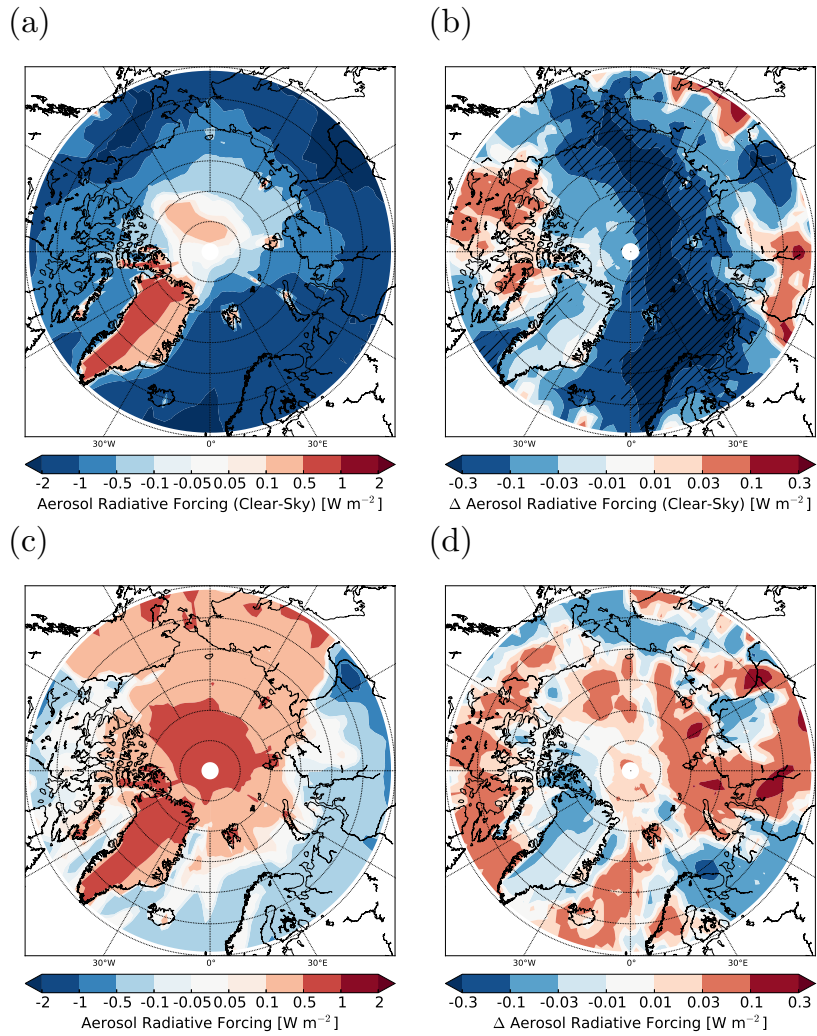 (a)
(b)
30°W 0° 30°E
30°W 0° 30°E
-2 -1 -0.5 -0.1 -0.05 0.05 0.1 0.5 1 2
Aerosol Radiative Forcing (Clear-Sky) [W m⁻²]
-0.3 -0.1 -0.03 -0.01 0.01 0.03 0.1 0.3
Δ Aerosol Radiative Forcing (Clear-Sky) [W m⁻²]
(c)
(d)
30°W 0° 30°E
30°W 0° 30°E
-2 -1 -0.5 -0.1 -0.05 0.05 0.1 0.5 1 2
Aerosol Radiative Forcing [W m⁻²]
-0.3 -0.1 -0.03 -0.01 0.01 0.03 0.1 0.3
Δ Aerosol Radiative Forcing [W m⁻²]